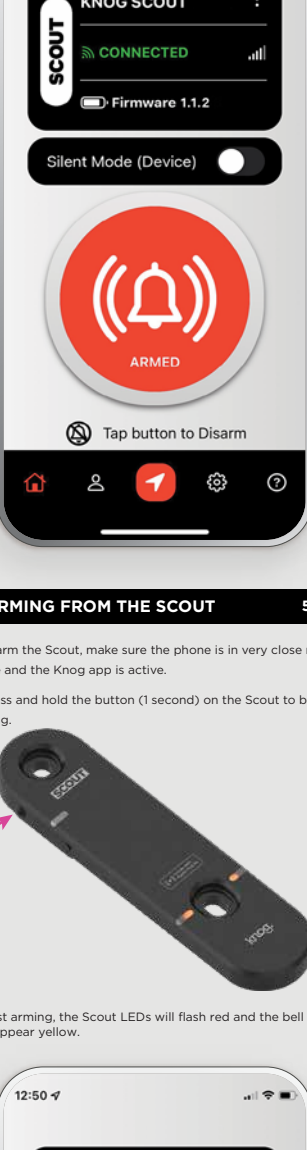 KNOG SCOUT
SCOUT
CONNECTED
Firmware 1.1.2
Silent Mode (Device)
ARMED
Tap button to Disarm
RMING FROM THE SCOUT 5
arm the Scout, make sure the phone is in very close
and the Knog app is active.
ss and hold the button (1 second) on the Scout to b
g.
SCOUT
knog.
st arming, the Scout LEDs will flash red and the bell
ppear yellow.
12:50